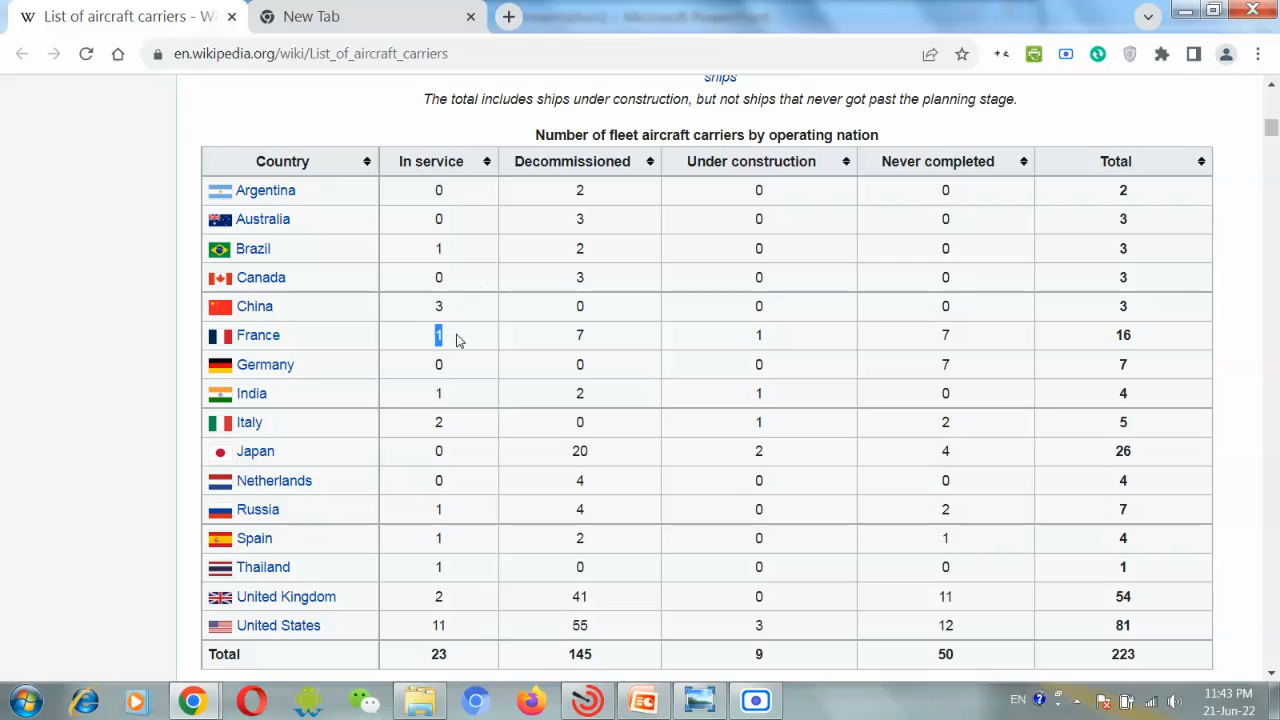 List of aircraft carriers - Wi
New Tab
Microsoft PowerPoint
en.wikipedia.org/wiki/List_of_aircraft_carriers
ships
The total includes ships under construction, but not ships that never got past the planning stage.
Number of fleet aircraft carriers by operating nation
Country In service Decommissioned Under construction Never completed Total
Argentina 0 2 0 0 2
Australia 0 3 0 0 3
Brazil 1 2 0 0 3
Canada 0 3 0 0 3
China 3 0 0 0 3
France 1 7 1 7 16
Germany 0 0 0 7 7
India 1 2 1 0 4
Italy 2 0 1 2 5
Japan 0 20 2 4 26
Netherlands 0 4 0 0 4
Russia 1 4 0 2 7
Spain 1 2 0 1 4
Thailand 1 0 0 0 1
United Kingdom 2 41 0 11 54
United States 11 55 3 12 81
Total 23 145 9 50 223
EN
11:43 PM
21-Jun-22